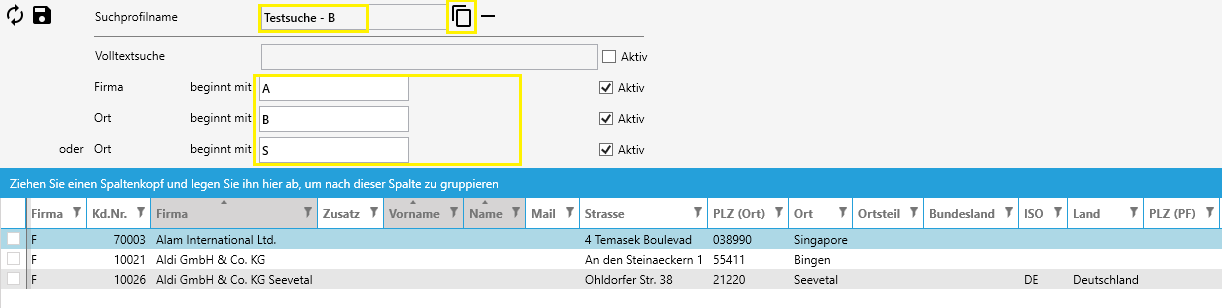 Suchprofilname Testsuche - B
Volltextsuche Aktiv
Firma beginnt mit A Aktiv
Ort beginnt mit B Aktiv
oder Ort beginnt mit S Aktiv
Ziehen Sie einen Spaltenkopf und legen Sie ihn hier ab, um nach dieser Spalte zu gruppieren
Firma Kd.Nr. Firma Zusatz Vorname Name Mail Strasse PLZ (Ort) Ort Ortsteil Bundesland ISO Land PLZ (PF)
F 70003 Alam International Ltd. 4 Temasek Boulevad 038990 Singapore
F 10021 Aldi GmbH & Co. KG An den Steinaeckern 1 55411 Bingen
F 10026 Aldi GmbH & Co. KG Seevetal Ohldorfer Str. 38 21220 Seevetal DE Deutschland